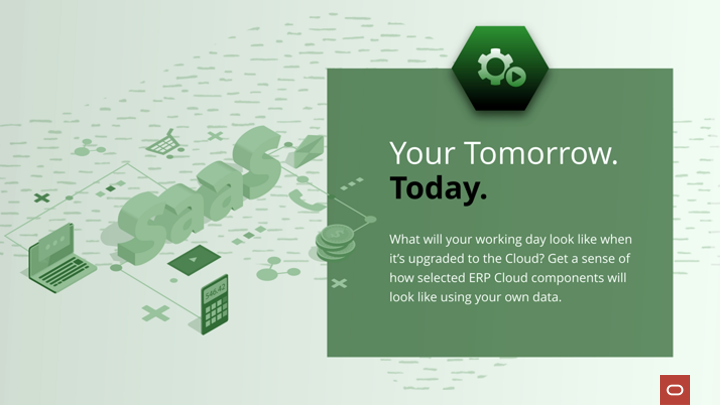 SaaS
Your Tomorrow.
Today.
What will your working day look like when
it's upgraded to the Cloud? Get a sense of
how selected ERP Cloud components will
look like using your own data.